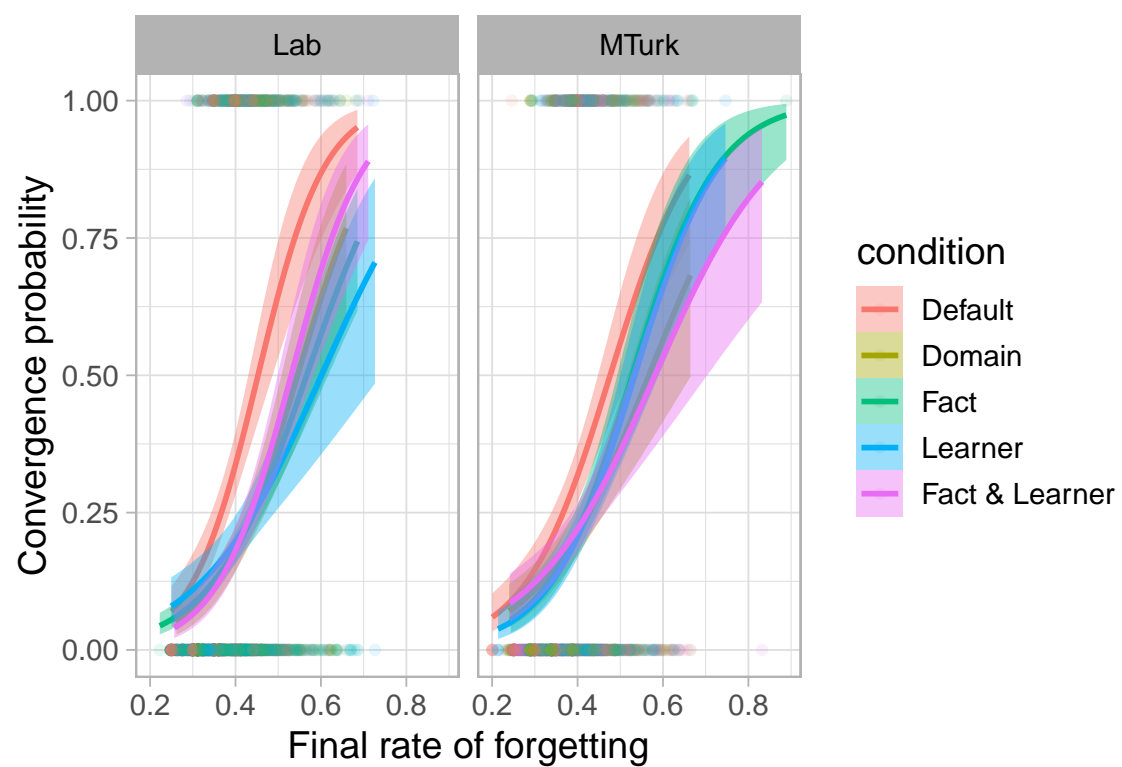 Lab MTurk
1.00
0.75
0.50
0.25
0.00
Convergence probability
0.2 0.4 0.6 0.8 0.2 0.4 0.6 0.8
Final rate of forgetting
condition
Default
Domain
Fact
Learner
Fact & Learner